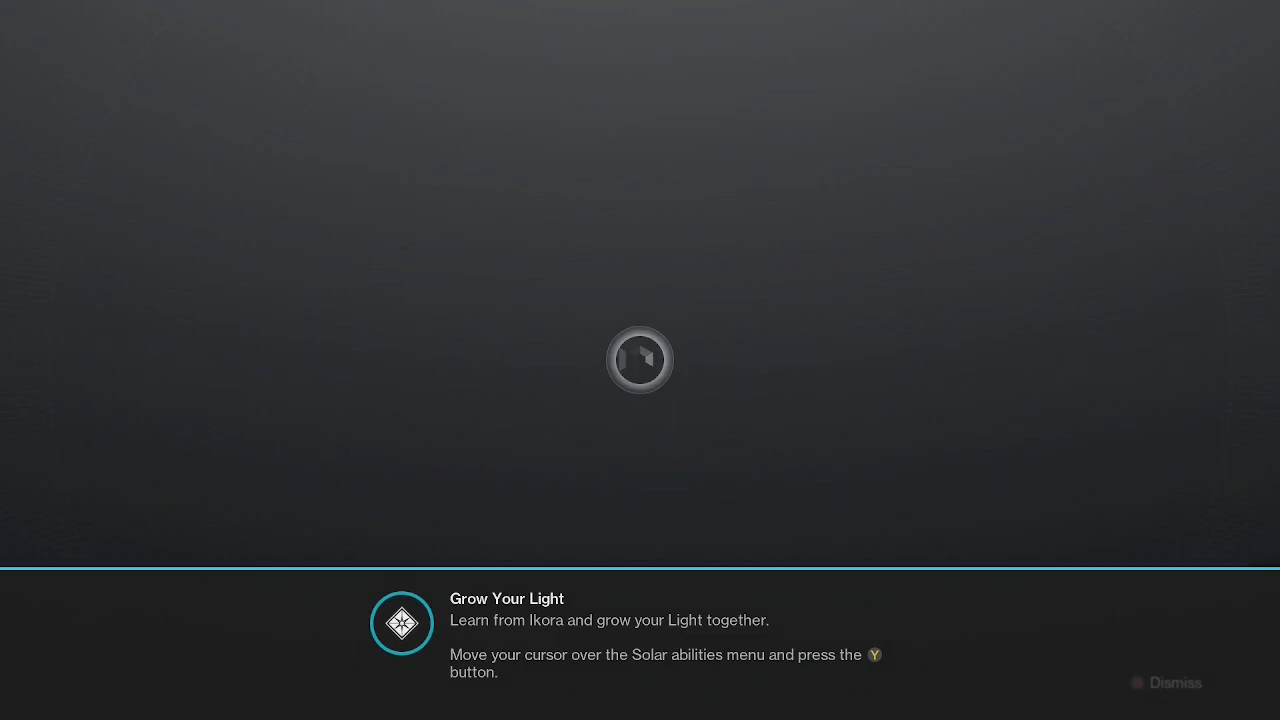 Grow Your Light
Learn from Ikora and grow your Light together.
Move your cursor over the Solar abilities menu and press the Y
button.
Dismiss